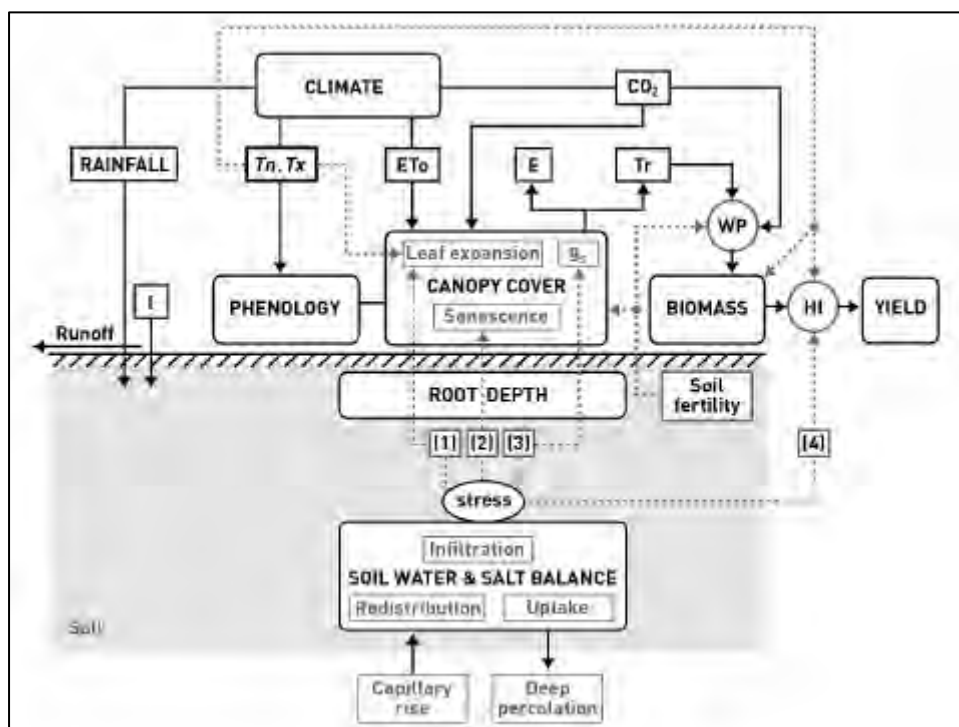 CLIMATE
CO₂
RAINFALL
Tn, Tx
ETo
E
Tr
WP
Leaf expansion
gₛ
CANOPY COVER
Senescence
PHENOLOGY
BIOMASS
HI
YIELD
I
Runoff
ROOT DEPTH
Soil
fertility
(1)
(2)
(3)
(4)
stress
Infiltration
SOIL WATER & SALT BALANCE
Redistribution
Uptake
Soil
Capillary
rise
Deep
percolation